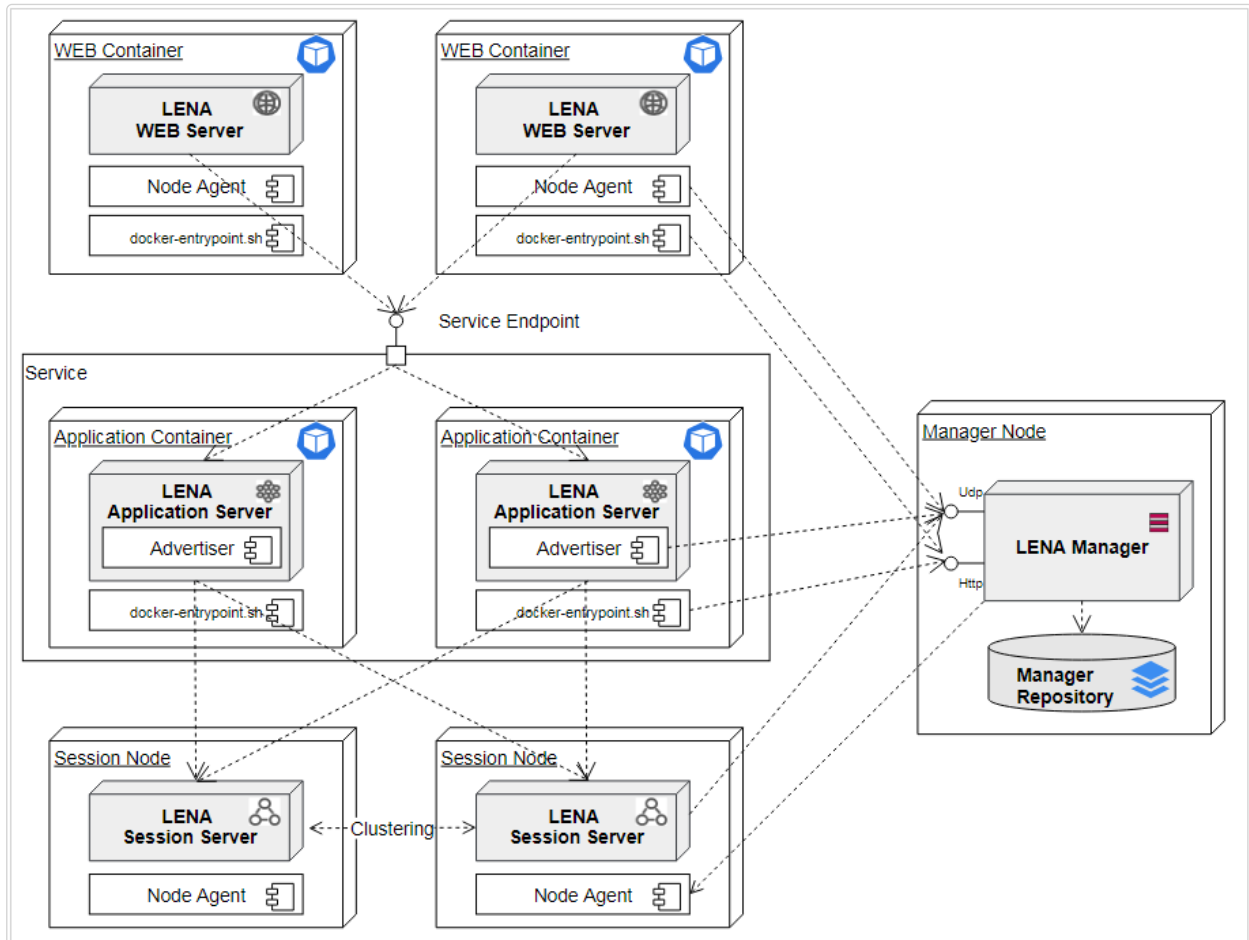 WEB Container
LENA
WEB Server
Node Agent
docker-entrypoint.sh
WEB Container
LENA
WEB Server
Node Agent
docker-entrypoint.sh
Service Endpoint
Service
Application Container
LENA
Application Server
Advertiser
docker-entrypoint.sh
Application Container
LENA
Application Server
Advertiser
docker-entrypoint.sh
Manager Node
Udp
Http
LENA Manager
Manager
Repository
Session Node
LENA
Session Server
Node Agent
Clustering
Session Node
LENA
Session Server
Node Agent